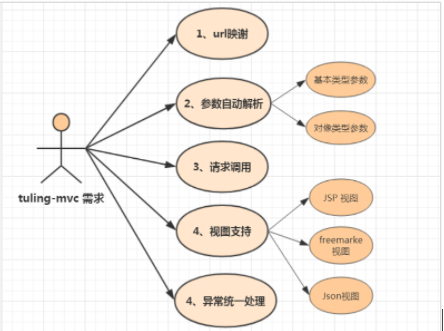 1、url映谢
2、参数自动解析
基本类型参数
对像类型参数
3、请求调用
tuling-mvc 需求
4、视图支持
JSP 视图
freemarke
视图
Json视图
4、异常统一处理